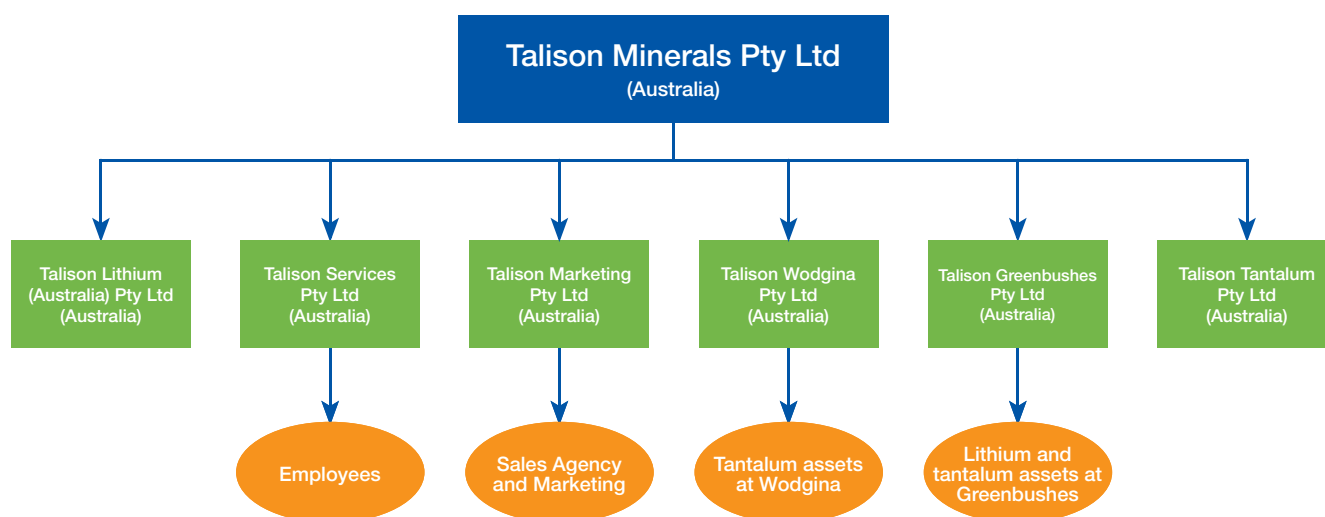 Talison Minerals Pty Ltd
(Australia)
Talison Lithium
(Australia) Pty Ltd
(Australia)
Talison Services
Pty Ltd
(Australia)
Talison Marketing
Pty Ltd
(Australia)
Talison Wodgina
Pty Ltd
(Australia)
Talison Greenbushes
Pty Ltd
(Australia)
Talison Tantalum
Pty Ltd
(Australia)
Employees
Sales Agency
and Marketing
Tantalum assets
at Wodgina
Lithium and
tantalum assets at
Greenbushes